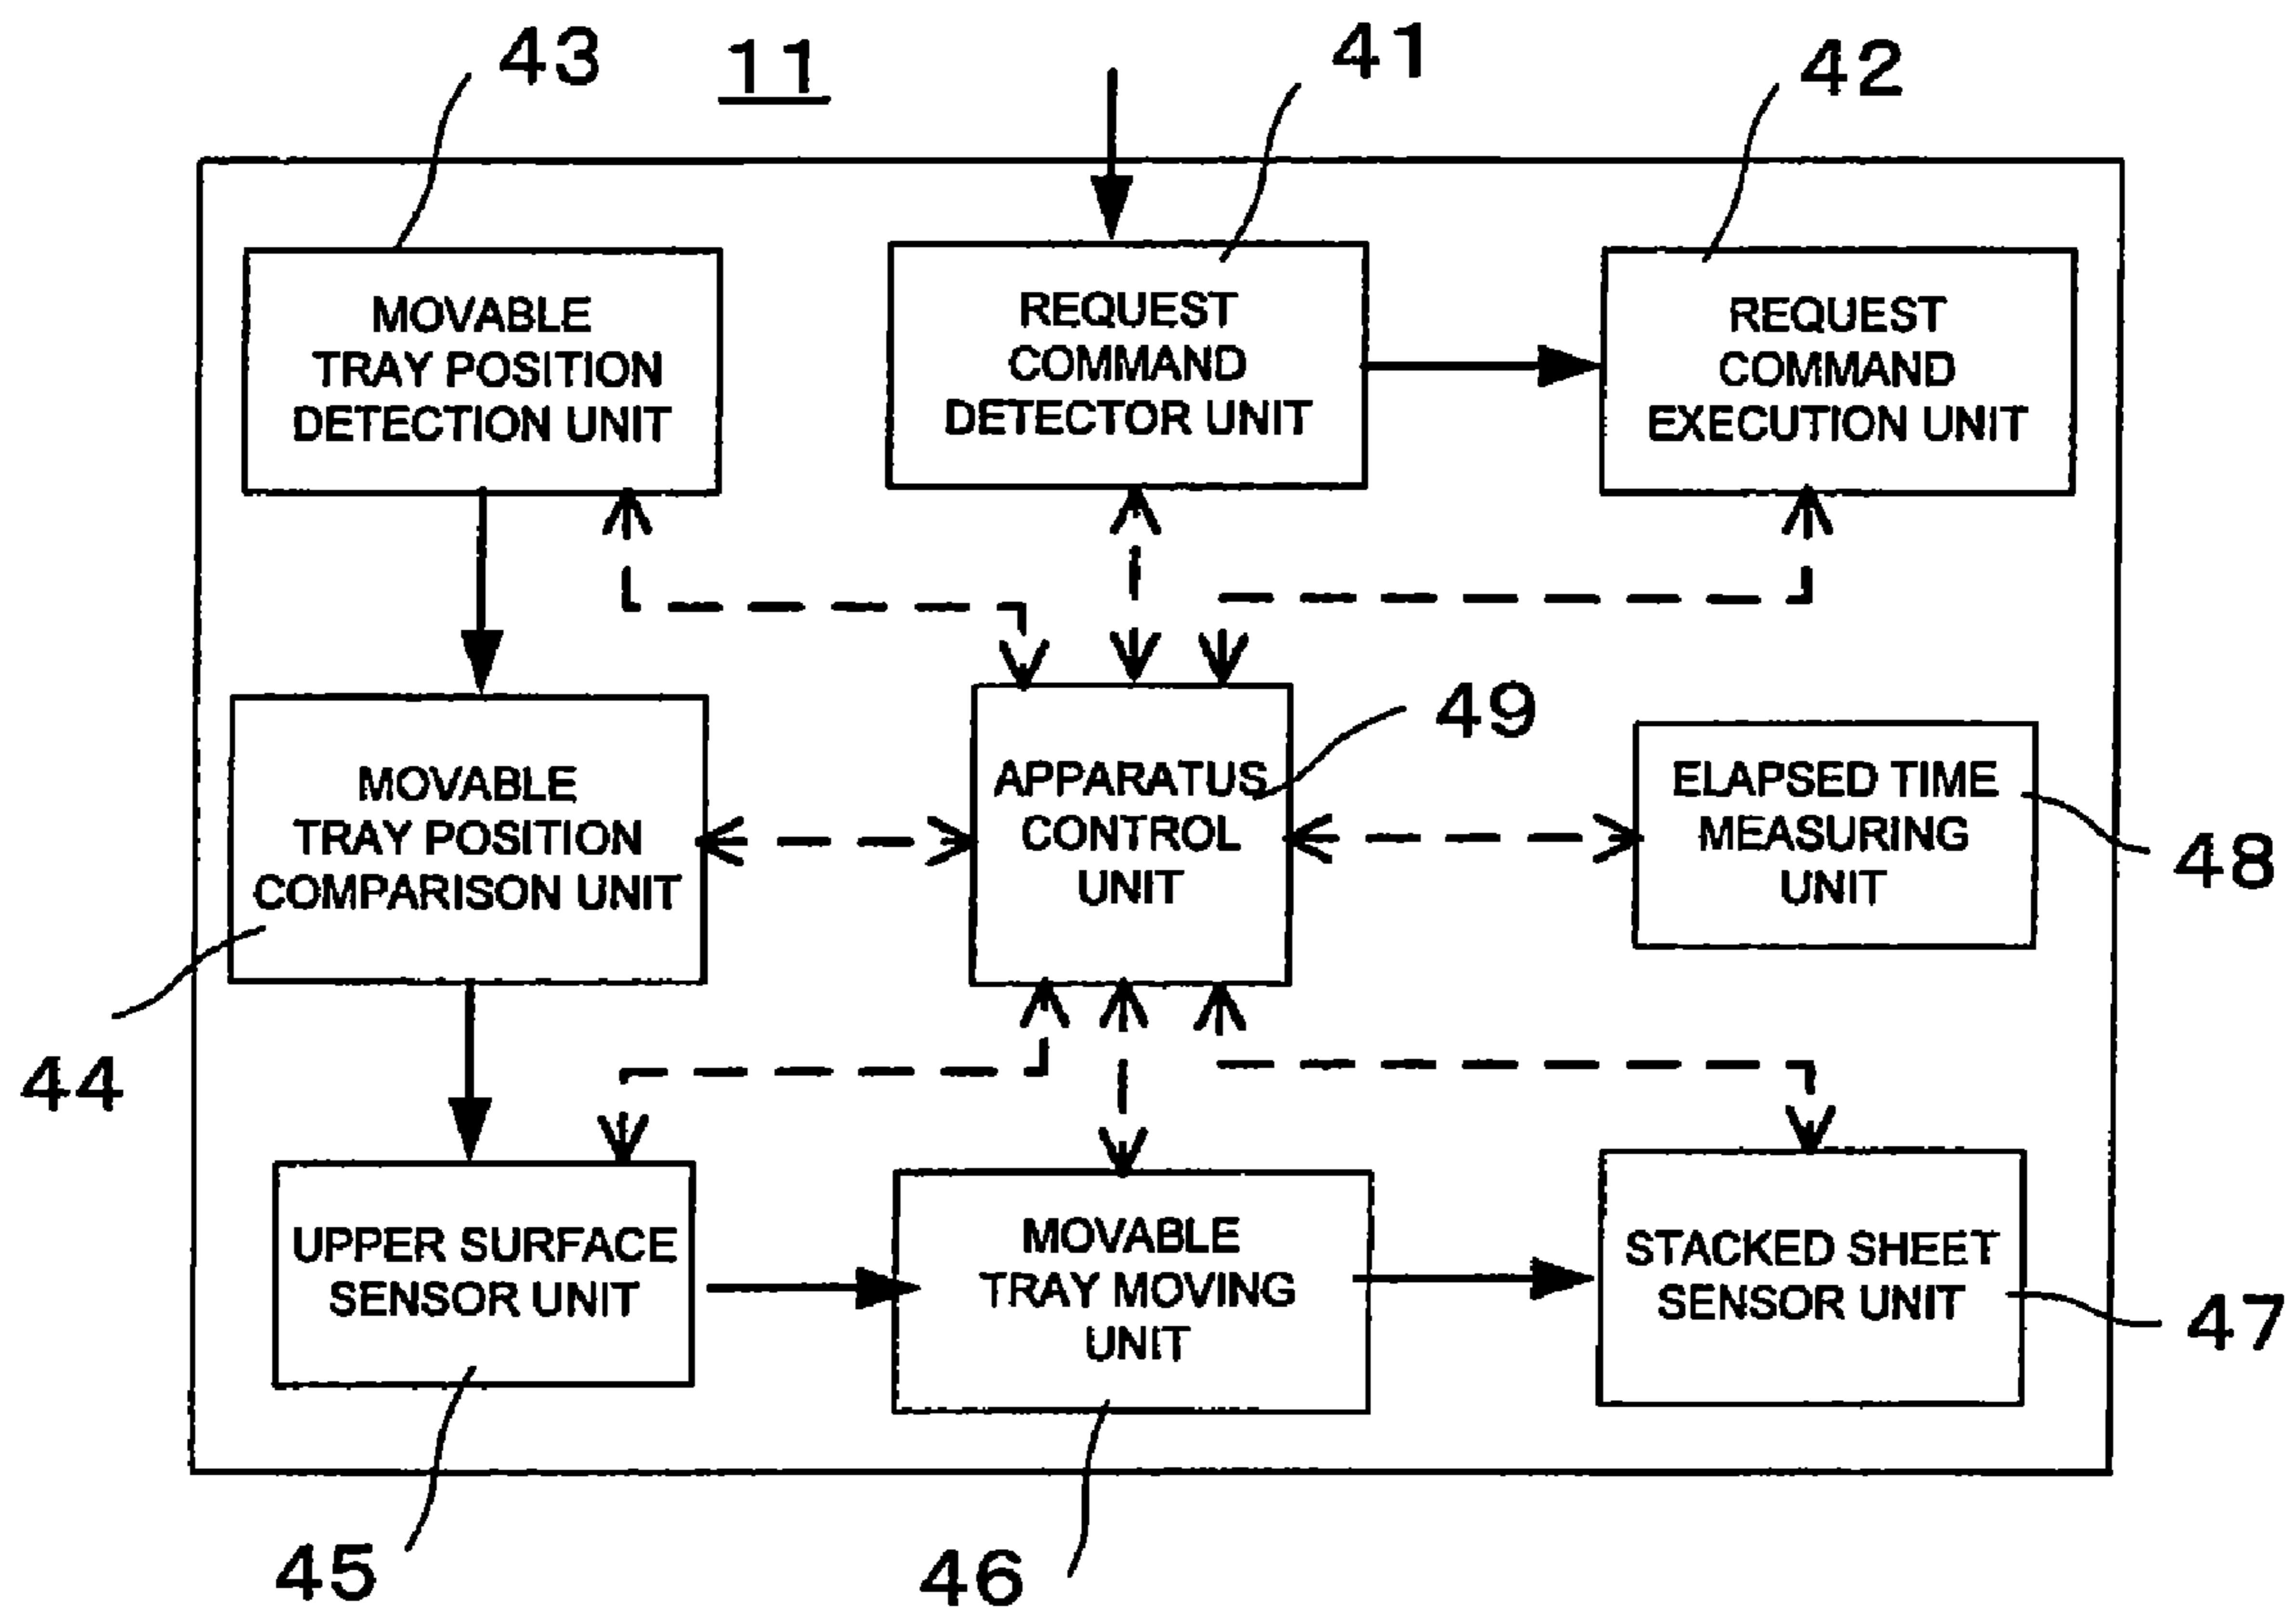 43
11
41
42
MOVABLE
TRAY POSITION
DETECTION UNIT
REQUEST
COMMAND
DETECTOR UNIT
REQUEST
COMMAND
EXECUTION UNIT
MOVABLE
TRAY POSITION
COMPARISON UNIT
44
APPARATUS
CONTROL
UNIT
49
ELAPSED TIME
MEASURING
UNIT
48
UPPER SURFACE
SENSOR UNIT
45
MOVABLE
TRAY MOVING
UNIT
46
STACKED SHEET
SENSOR UNIT
47